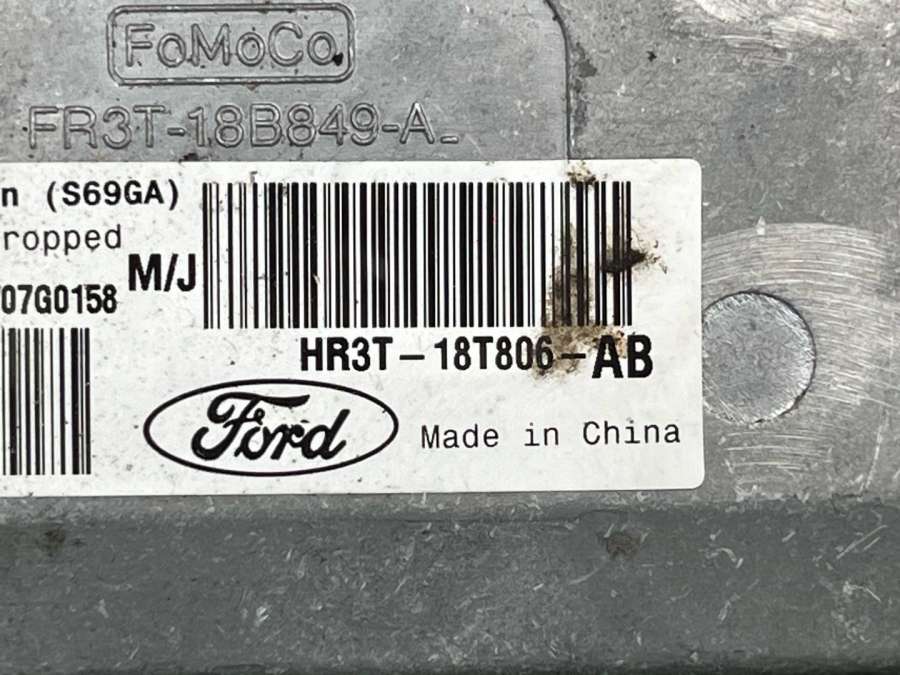 FoMoCo
FR3T-18B849-A
n (S69GA)
ropped
M/J
07G0158
HR3T-18T806-AB
Ford
Made in China